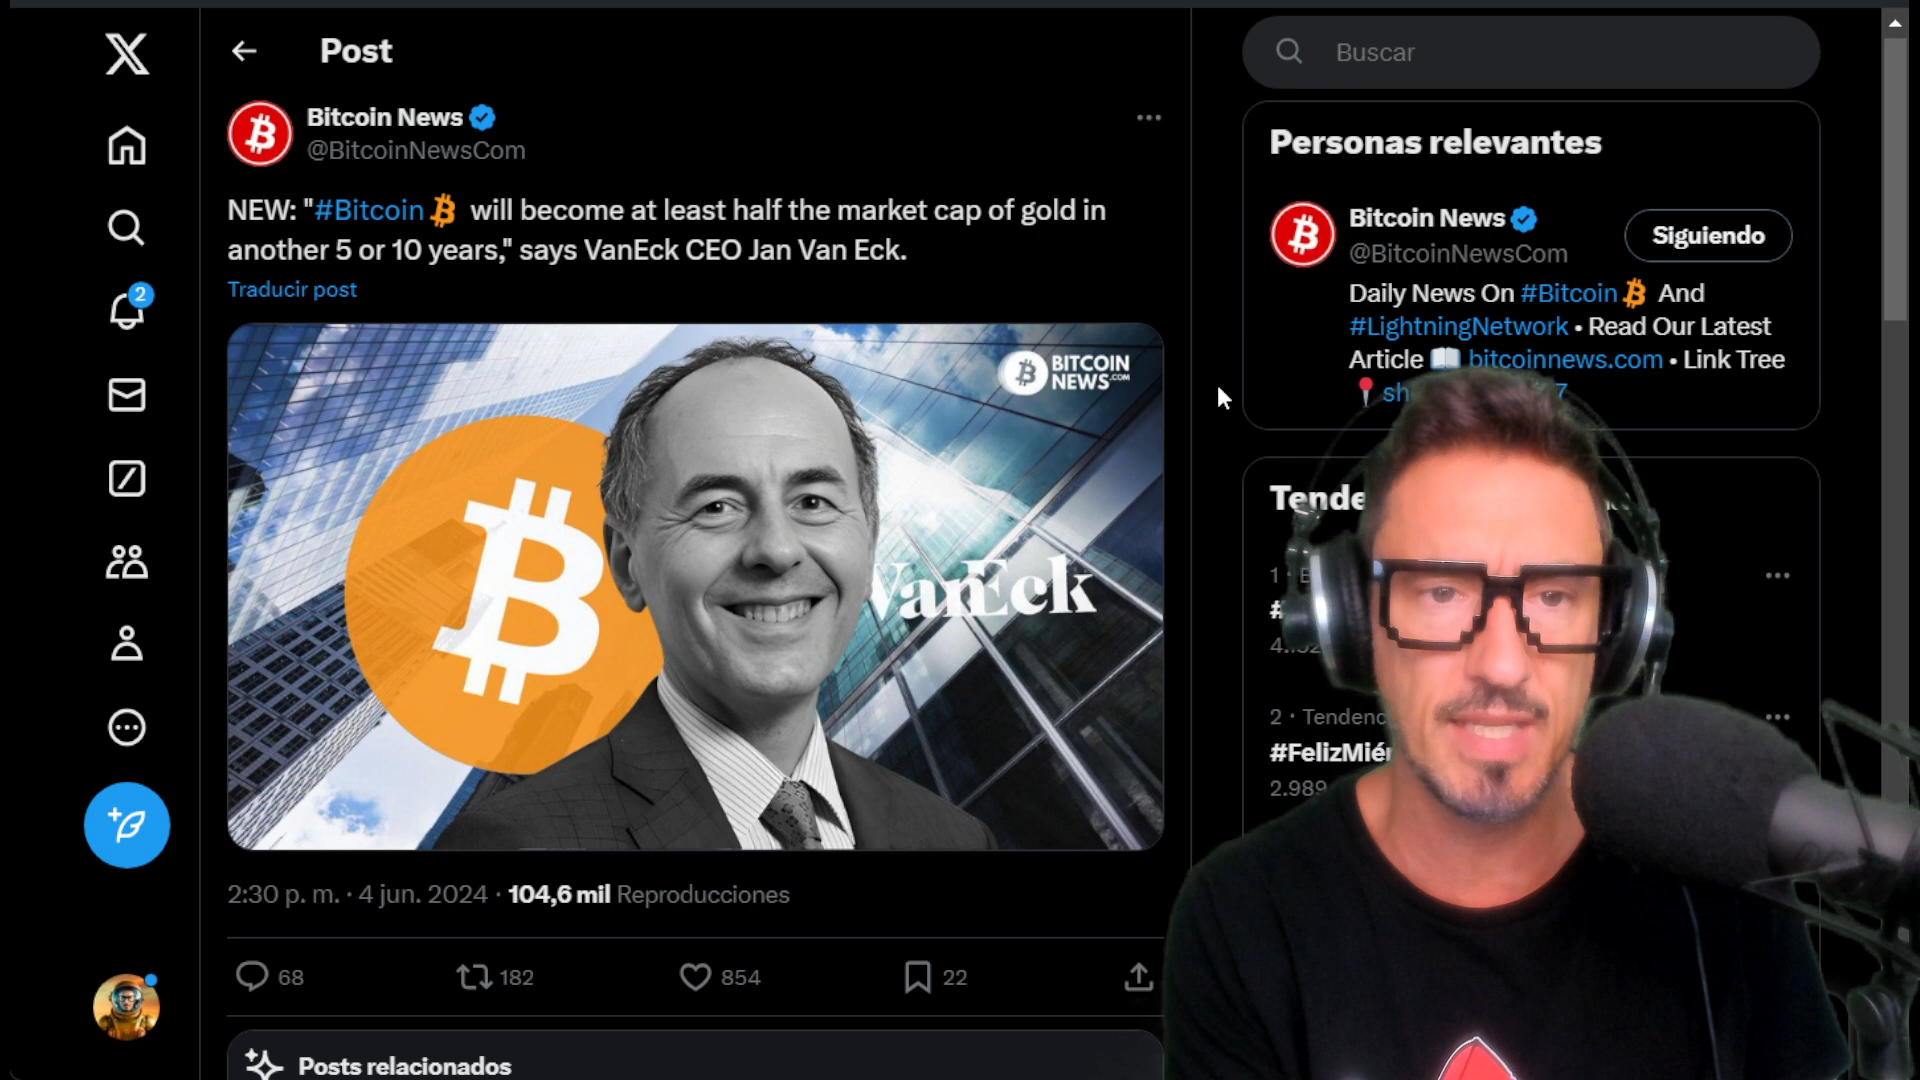 Post
Bitcoin News
@BitcoinNewsCom
NEW: "#Bitcoin will become at least half the market cap of gold in
another 5 or 10 years," says VanEck CEO Jan Van Eck.
Traducir post
BITCOIN
NEWS.COM
VanEck
2:30 p. m. · 4 jun. 2024 · 104,6 mil Reproducciones
68
182
854
22
Posts relacionados
2
Buscar
Personas relevantes
Bitcoin News
@BitcoinNewsCom
Siguiendo
Daily News On #Bitcoin And
#LightningNetwork • Read Our Latest
Article bitcoinnews.com • Link Tree
1 ·
#
2 ·
2.989